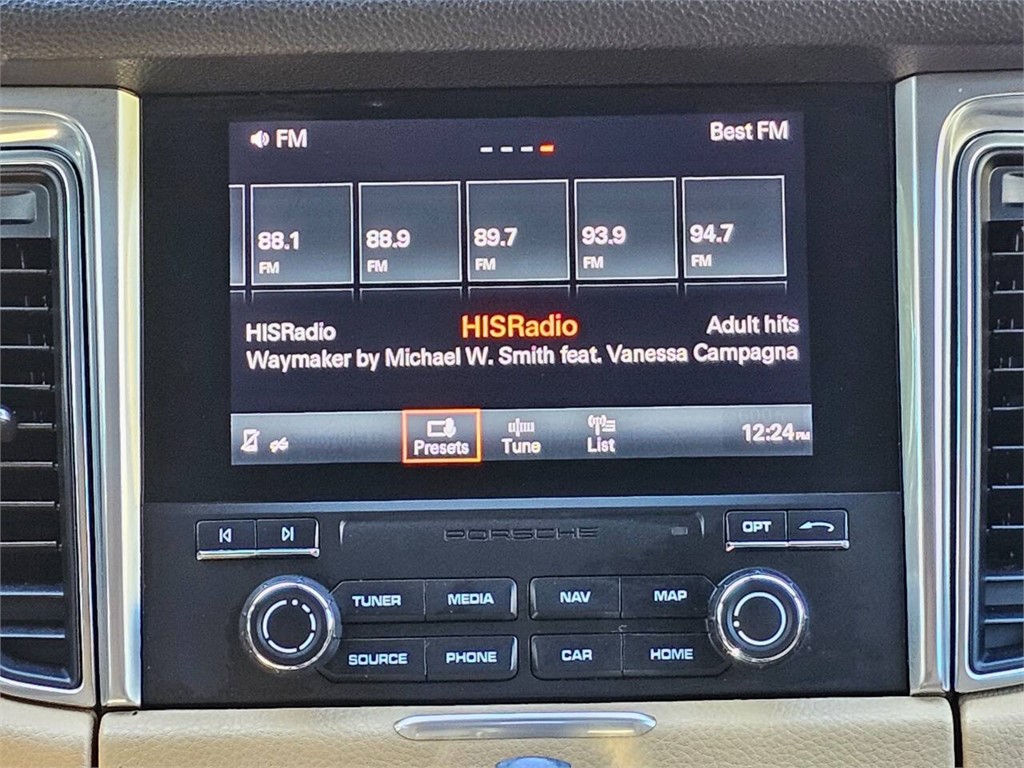 FM
Best FM
88.1 88.9 89.7 93.9 94.7
FM FM FM FM FM
HISRadio HISRadio Adult hits
Waymaker by Michael W. Smith feat. Vanessa Campagna
Presets Tune List 12:24PM
PORSCHE OPT
TUNER MEDIA NAV MAP
SOURCE PHONE CAR HOME